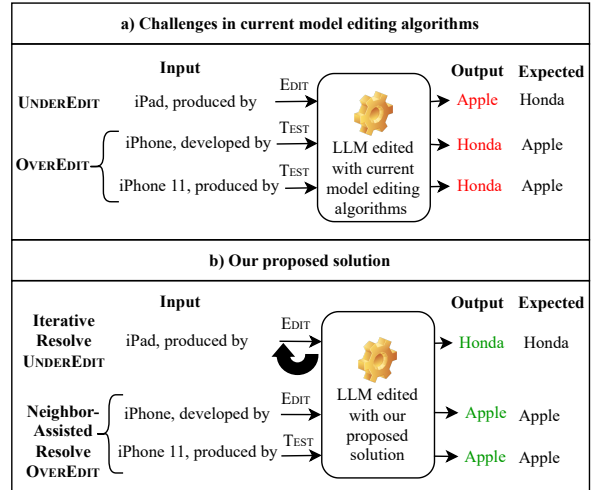 a) Challenges in current model editing algorithms
Input
Output Expected
UNDEREDIT iPad, produced by EDIT Apple Honda
OVEREDIT iPhone, developed by TEST Honda Apple
iPhone 11, produced by TEST Honda Apple
LLM edited
with current
model editing
algorithms
b) Our proposed solution
Input
Output Expected
Iterative
Resolve
UNDEREDIT
iPad, produced by EDIT Honda Honda
Neighbor-
Assisted
Resolve
OVEREDIT
iPhone, developed by EDIT Apple Apple
iPhone 11, produced by TEST Apple Apple
LLM edited
with our
proposed
solution